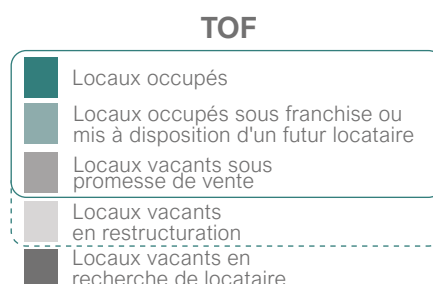 TOF
Locaux occupés
Locaux occupés sous franchise ou
mis à disposition d'un futur locataire
Locaux vacants sous
promesse de vente
Locaux vacants
en restructuration
Locaux vacants en
recherche de locataire